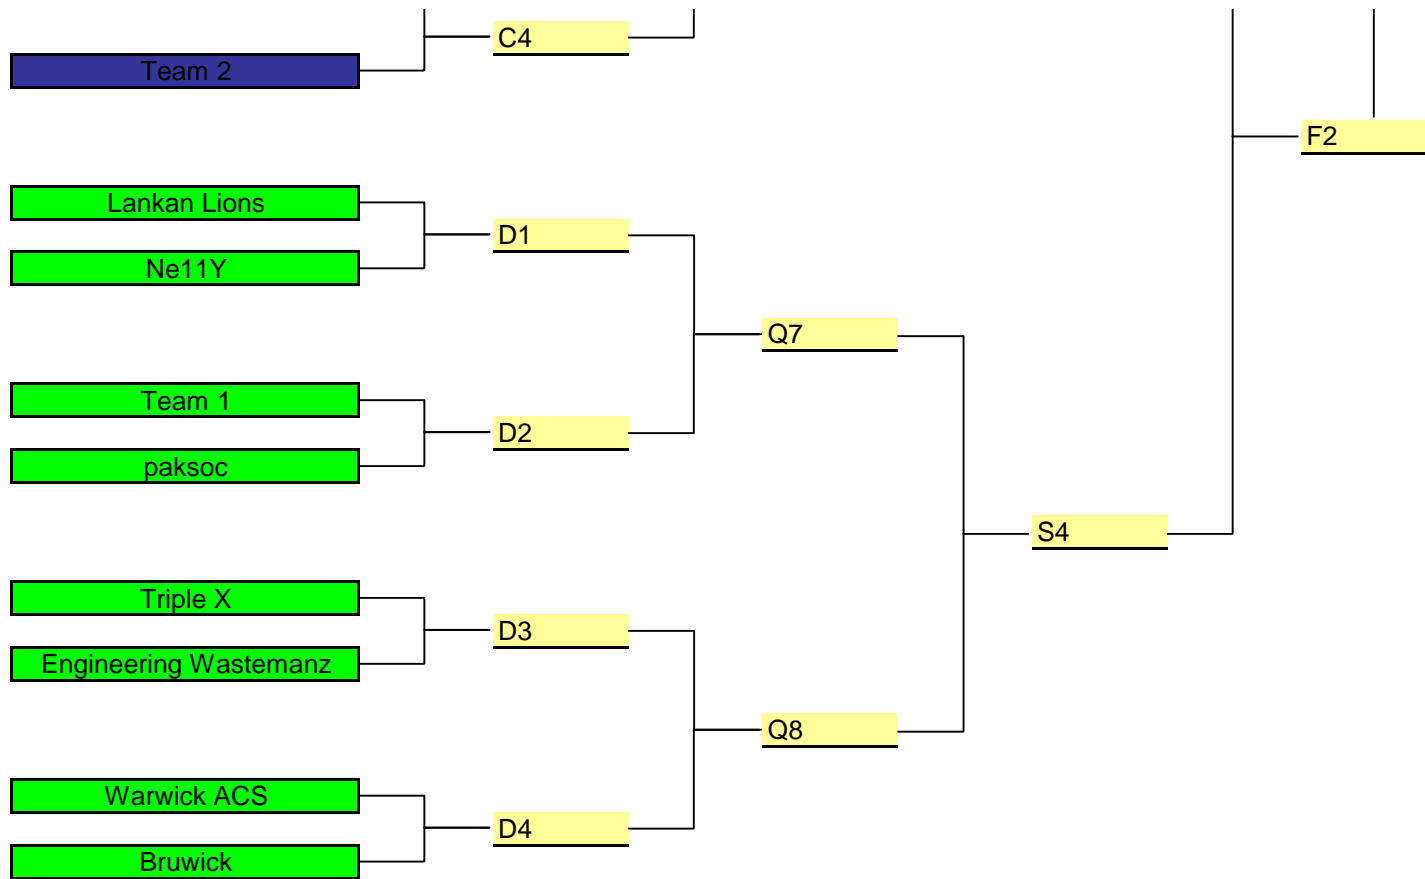 C4
Team 2
F2
Lankan Lions
D1
Ne11Y
Q7
Team 1
D2
paksoc
S4
Triple X
D3
Engineering Wastemanz
Q8
Warwick ACS
D4
Bruwick